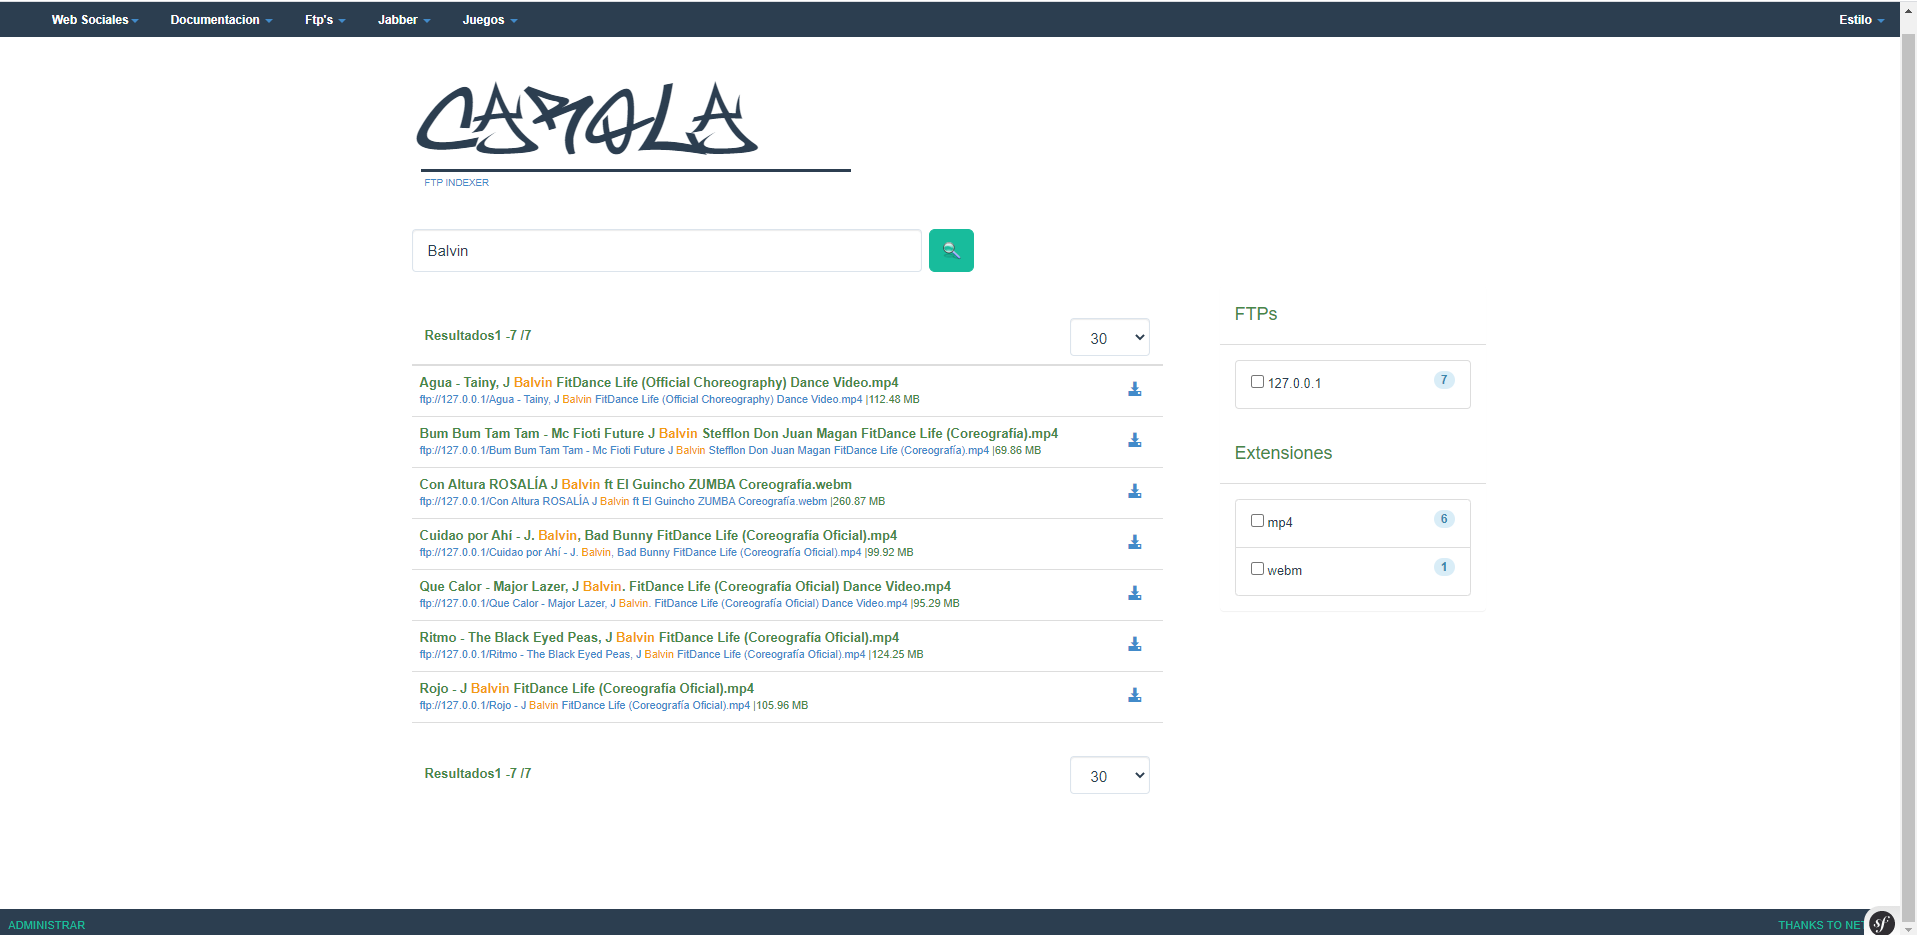 Web Sociales Documentacion Ftp's Jabber Juegos Estilo
CAROLA
FTP INDEXER
Balvin
FTPs
Resultados1 -7 /7 30
127.0.0.1 7
Agua - Tainy, J Balvin FitDance Life (Official Choreography) Dance Video.mp4
ftp://127.0.0.1/Agua - Tainy, J Balvin FitDance Life (Official Choreography) Dance Video.mp4 |112.48 MB
Bum Bum Tam Tam - Mc Fioti Future J Balvin Stefflon Don Juan Magan FitDance Life (Coreografía).mp4
ftp://127.0.0.1/Bum Bum Tam Tam - Mc Fioti Future J Balvin Stefflon Don Juan Magan FitDance Life (Coreografía).mp4 |69.86 MB
Extensiones
Con Altura ROSALÍA J Balvin ft El Guincho ZUMBA Coreografía.webm
ftp://127.0.0.1/Con Altura ROSALÍA J Balvin ft El Guincho ZUMBA Coreografía.webm |260.87 MB
mp4 6
Cuidao por Ahí - J. Balvin, Bad Bunny FitDance Life (Coreografía Oficial).mp4
ftp://127.0.0.1/Cuidao por Ahí - J. Balvin, Bad Bunny FitDance Life (Coreografía Oficial).mp4 |99.92 MB
webm 1
Que Calor - Major Lazer, J Balvin. FitDance Life (Coreografía Oficial) Dance Video.mp4
ftp://127.0.0.1/Que Calor - Major Lazer, J Balvin. FitDance Life (Coreografía Oficial) Dance Video.mp4 |95.29 MB
Ritmo - The Black Eyed Peas, J Balvin FitDance Life (Coreografía Oficial).mp4
ftp://127.0.0.1/Ritmo - The Black Eyed Peas, J Balvin FitDance Life (Coreografía Oficial).mp4 |124.25 MB
Rojo - J Balvin FitDance Life (Coreografía Oficial).mp4
ftp://127.0.0.1/Rojo - J Balvin FitDance Life (Coreografía Oficial).mp4 |105.96 MB
Resultados1 -7 /7 30
ADMINISTRAR THANKS TO NET sf